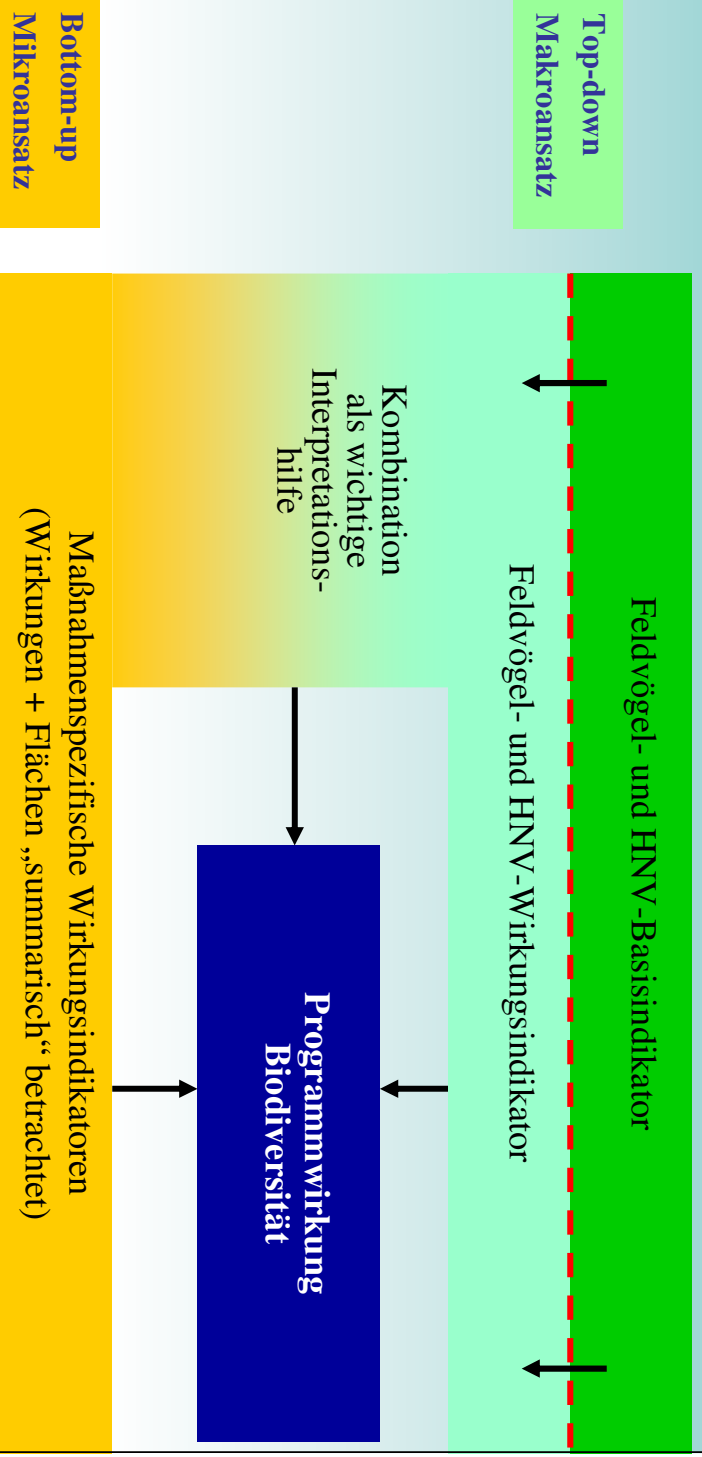 Top-down
Makroansatz
Feldvögel- und HNV-Basisindikator
Feldvögel- und HNV-Wirkungsindikator
Kombination
als wichtige
Interpretations-
hilfe
Programmwirkung
Biodiversität
Bottom-up
Mikroansatz
Maßnahmenspezifische Wirkungsindikatoren
(Wirkungen + Flächen „summarisch“ betrachtet)